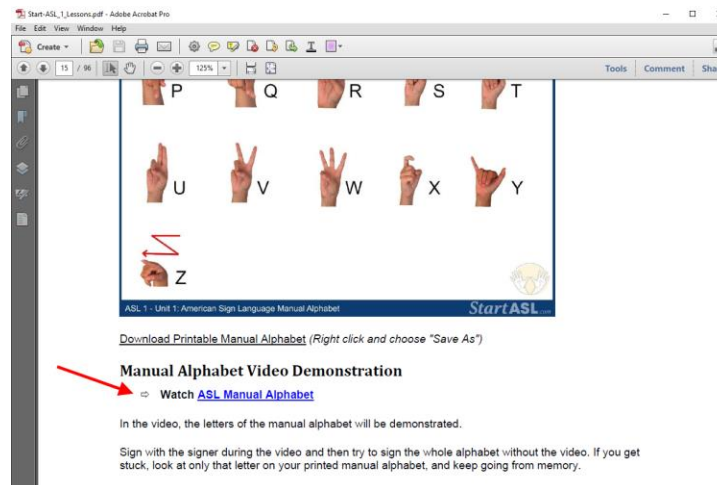 Start-ASL_1_Lessons.pdf - Adobe Acrobat Pro
File Edit View Window Help
Create
15 / 96 125% Tools Comment Sha
P Q R S T
U V W X Y
Z
ASL 1 - Unit 1: American Sign Language Manual Alphabet StartASL.com
Download Printable Manual Alphabet (Right click and choose "Save As")
Manual Alphabet Video Demonstration
⇨ Watch ASL Manual Alphabet
In the video, the letters of the manual alphabet will be demonstrated.
Sign with the signer during the video and then try to sign the whole alphabet without the video. If you get
stuck, look at only that letter on your printed manual alphabet, and keep going from memory.